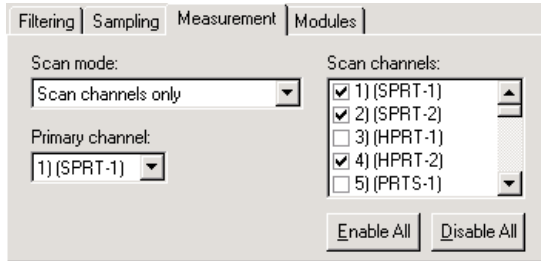 Filtering Sampling Measurement Modules
Scan mode:
Scan channels only
Primary channel:
1) (SPRT-1)
Scan channels:
1) (SPRT-1)
2) (SPRT-2)
3) (HPRT-1)
4) (HPRT-2)
5) (PRTS-1)
Enable All Disable All